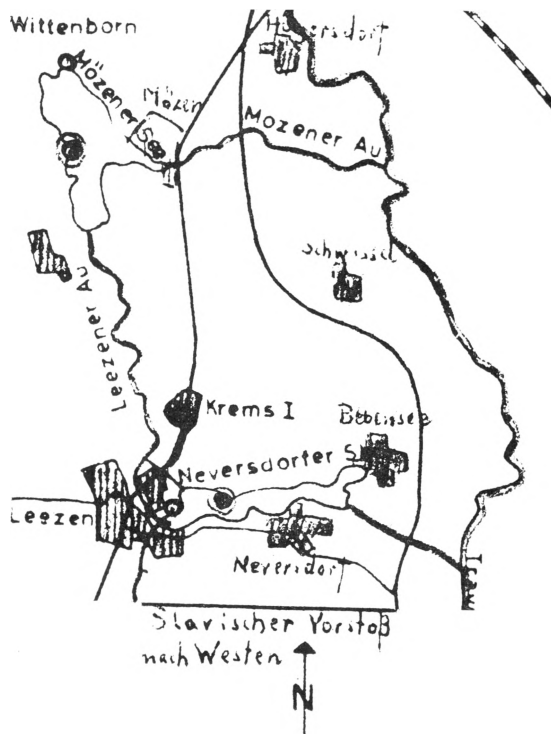 Wittenborn
Högersdorf
Mözener See
Mözen
Mözener Au
Schwissel
Leezener Au
Krems I
Bebensee
Neversdorfer S.
Leezen
Neversdorf
Trave
Slavischer Vorstoß
nach Westen
N